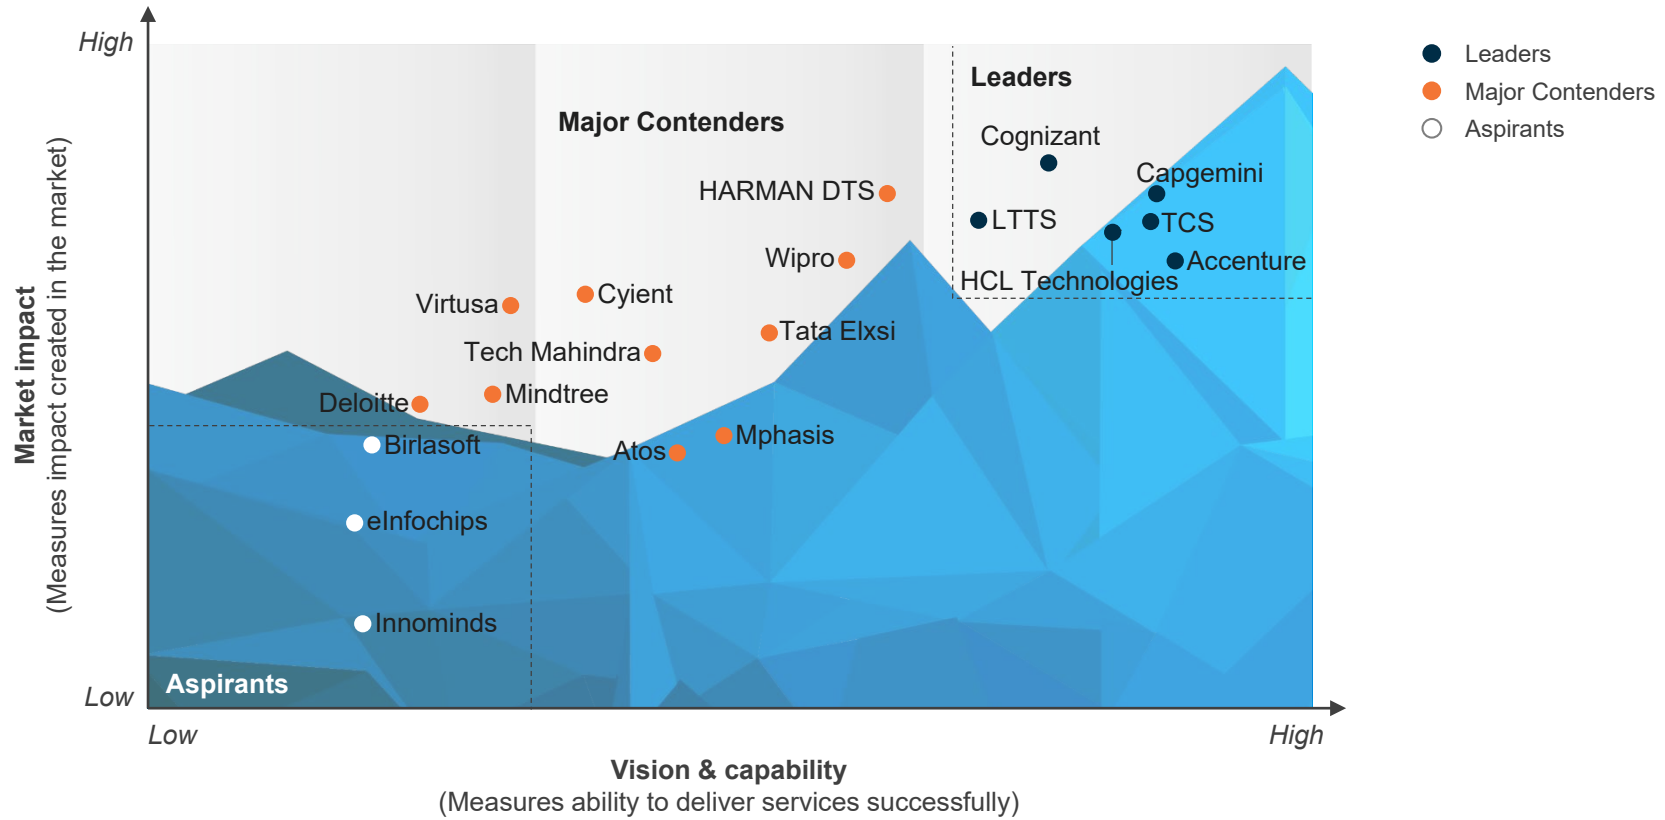 High
Leaders
Leaders
Major Contenders
Major Contenders
Aspirants
Cognizant
Capgemini
HARMAN DTS
LTTS
TCS
Wipro
Accenture
HCL Technologies
Virtusa
Cyient
Tata Elxsi
Tech Mahindra
Mindtree
Deloitte
Birlasoft
Mphasis
Atos
eInfochips
Innominds
Aspirants
Market impact
(Measures impact created in the market)
Low
Low
High
Vision & capability
(Measures ability to deliver services successfully)